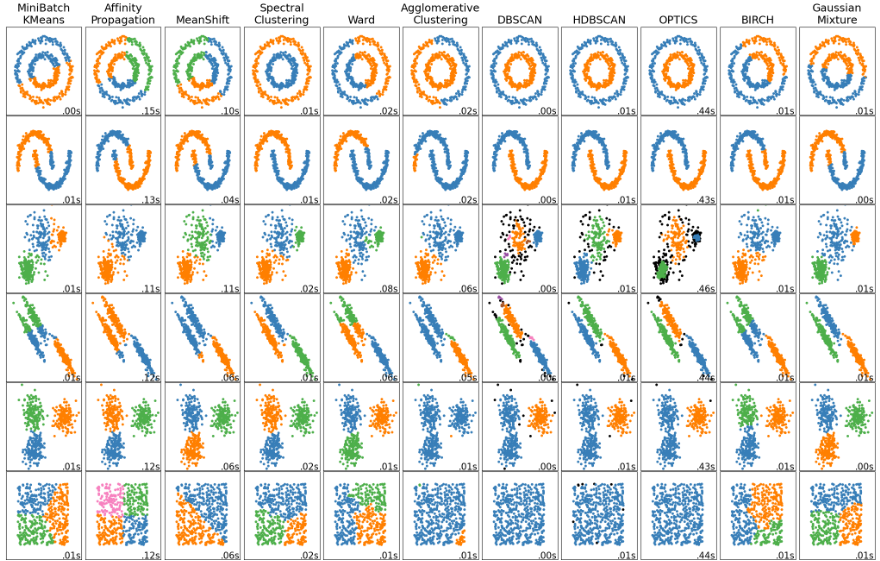 MiniBatch
KMeans
Affinity
Propagation
MeanShift
Spectral
Clustering
Ward
Agglomerative
Clustering
DBSCAN
HDBSCAN
OPTICS
BIRCH
Gaussian
Mixture
.00s .15s .10s .01s .02s .02s .00s .01s .44s .01s .01s
.01s .13s .04s .01s .02s .02s .00s .01s .43s .01s .00s
.01s .11s .11s .02s .08s .06s .00s .01s .46s .01s .00s
.01s .12s .06s .01s .06s .05s .00s .01s .44s .01s .01s
.01s .12s .06s .02s .01s .01s .00s .01s .43s .01s .00s
.01s .12s .06s .01s .01s .01s .00s .01s .44s .01s .01s